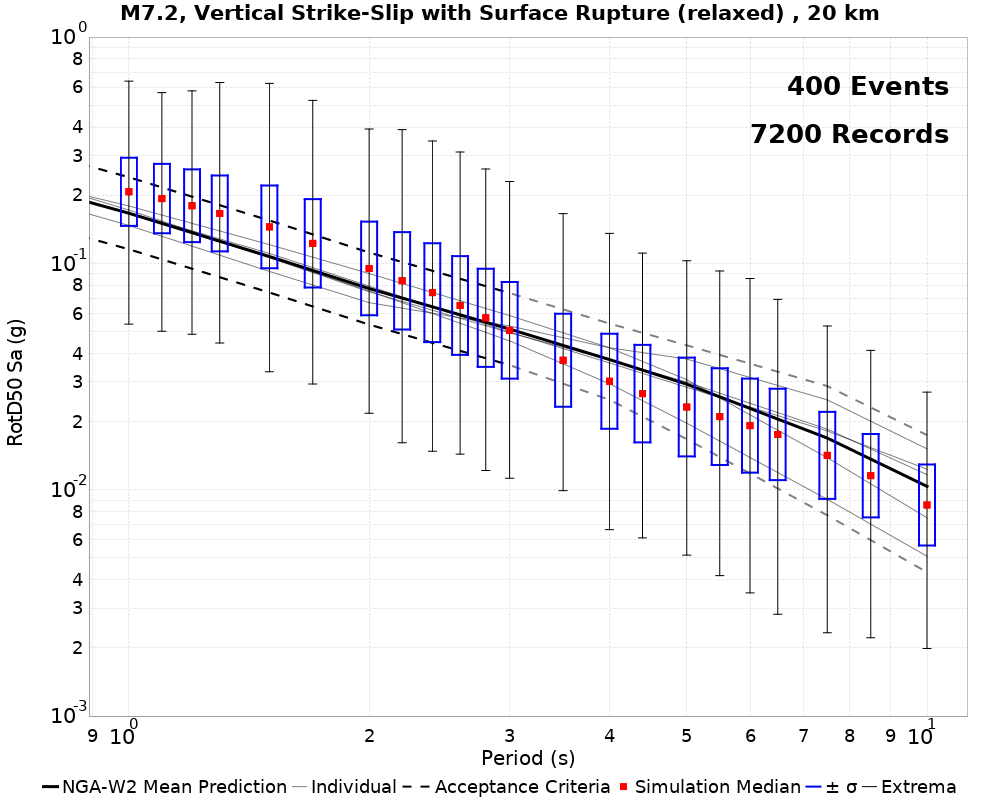 M7.2, Vertical Strike-Slip with Surface Rupture (relaxed) , 20 km
400 Events
7200 Records
RotD50 Sa (g)
10^0
8
6
4
3
2
10^-1
8
6
4
3
2
10^-2
8
6
4
3
2
10^-3
9 10^0 2 3 4 5 6 7 8 9 10^1
Period (s)
NGA-W2 Mean Prediction Individual Acceptance Criteria Simulation Median ± σ Extrema